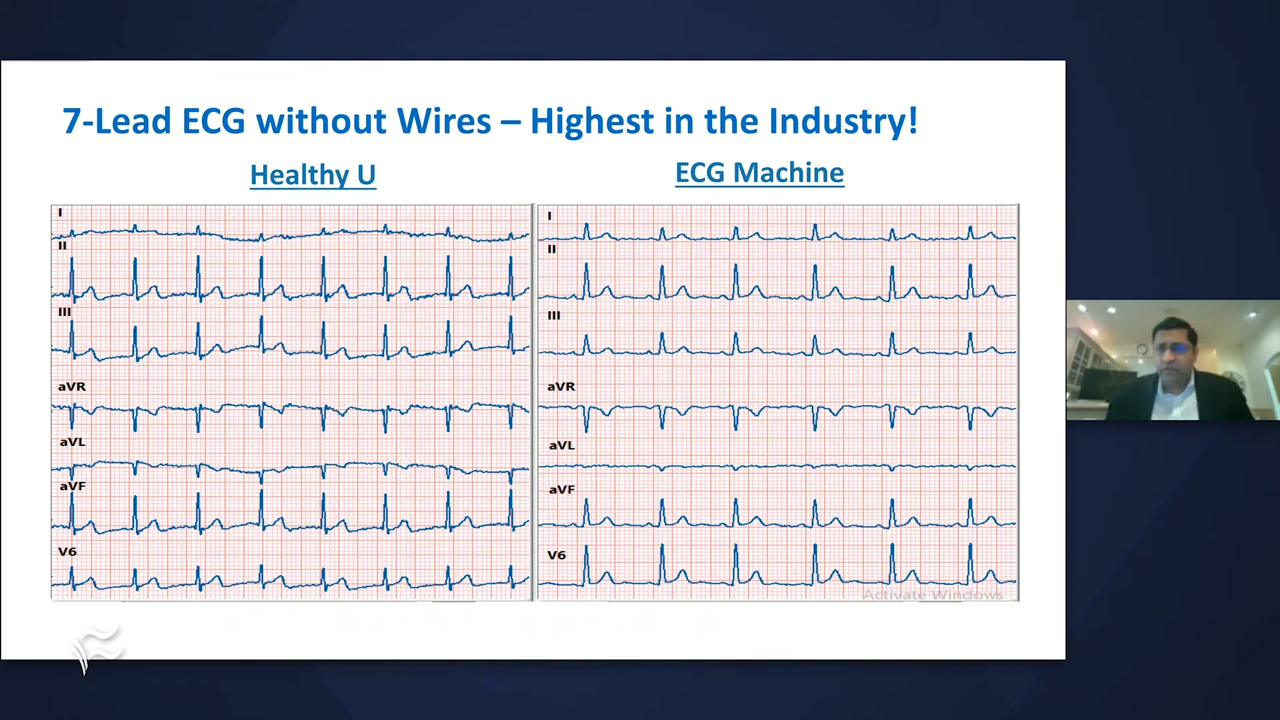 7-Lead ECG without Wires – Highest in the Industry!
Healthy U
ECG Machine
I
II
III
aVR
aVL
aVF
V6
I
II
III
aVR
aVL
aVF
V6
Activate Windows